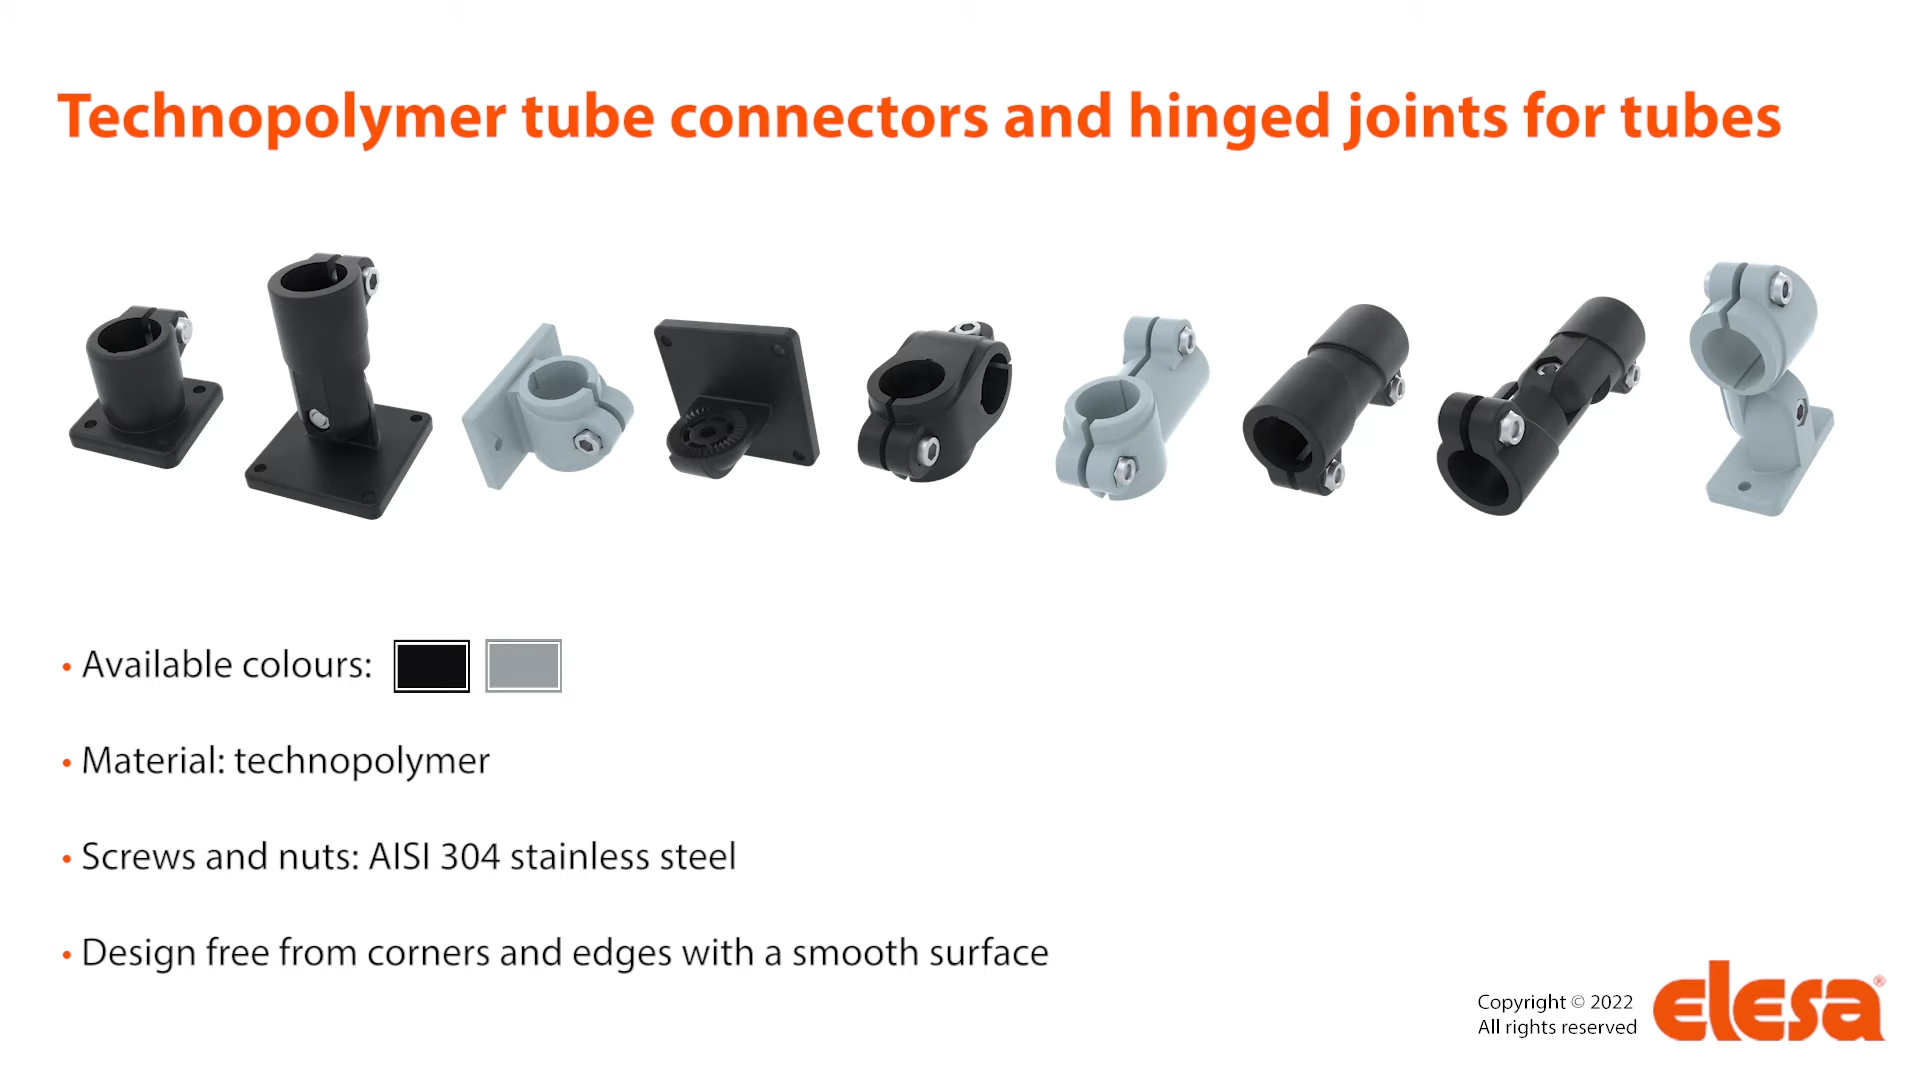 Technopolymer tube connectors and hinged joints for tubes
• Available colours:
• Material: technopolymer
• Screws and nuts: AISI 304 stainless steel
• Design free from corners and edges with a smooth surface
Copyright © 2022
All rights reserved
elesa®